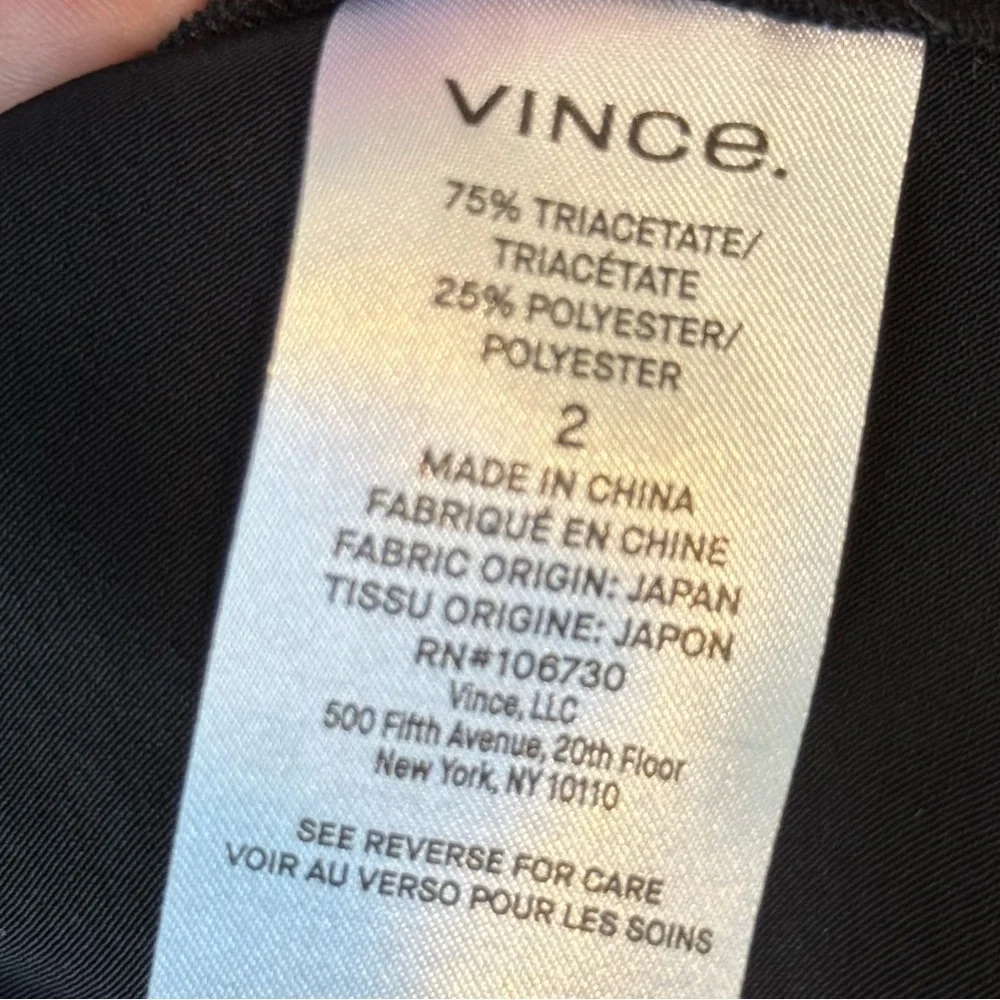 VINCe.
75% TRIACETATE/
TRIACÉTATE
25% POLYESTER/
POLYESTER
2
MADE IN CHINA
FABRIQUÉ EN CHINE
FABRIC ORIGIN: JAPAN
TISSU ORIGINE: JAPON
RN#106730
Vince, LLC
500 Fifth Avenue, 20th Floor
New York, NY 10110
SEE REVERSE FOR CARE
VOIR AU VERSO POUR LES SOINS